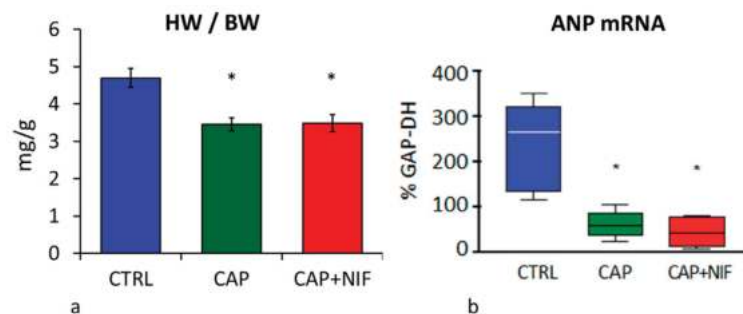 HW / BW
6
5
4
3
2
1
0
mg/g
*
*
CTRL
CAP
CAP+NIF
a
ANP mRNA
400
300
200
100
0
% GAP-DH
*
*
CTRL
CAP
CAP+NIF
b